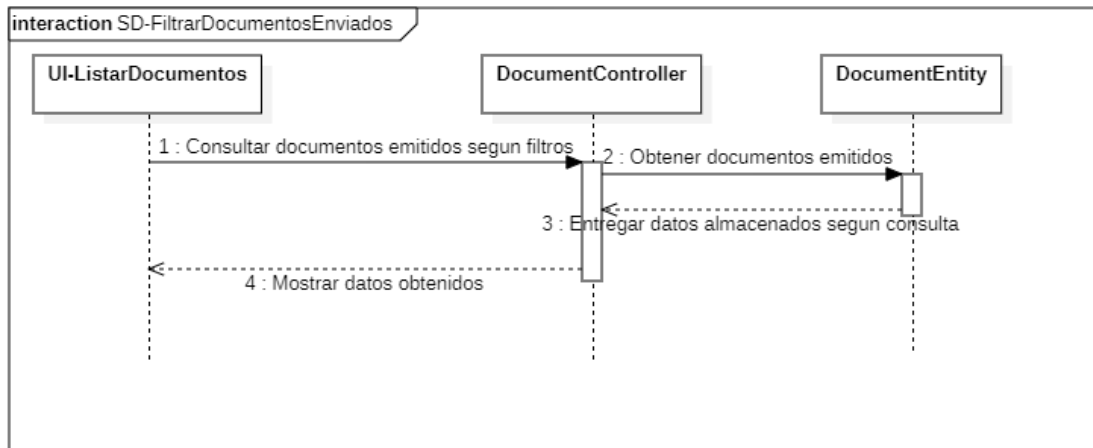 interaction SD-FiltrarDocumentosEnviados
UI-ListarDocumentos
DocumentController
DocumentEntity
1 : Consultar documentos emitidos segun filtros
2 : Obtener documentos emitidos
3 : Entregar datos almacenados segun consulta
4 : Mostrar datos obtenidos